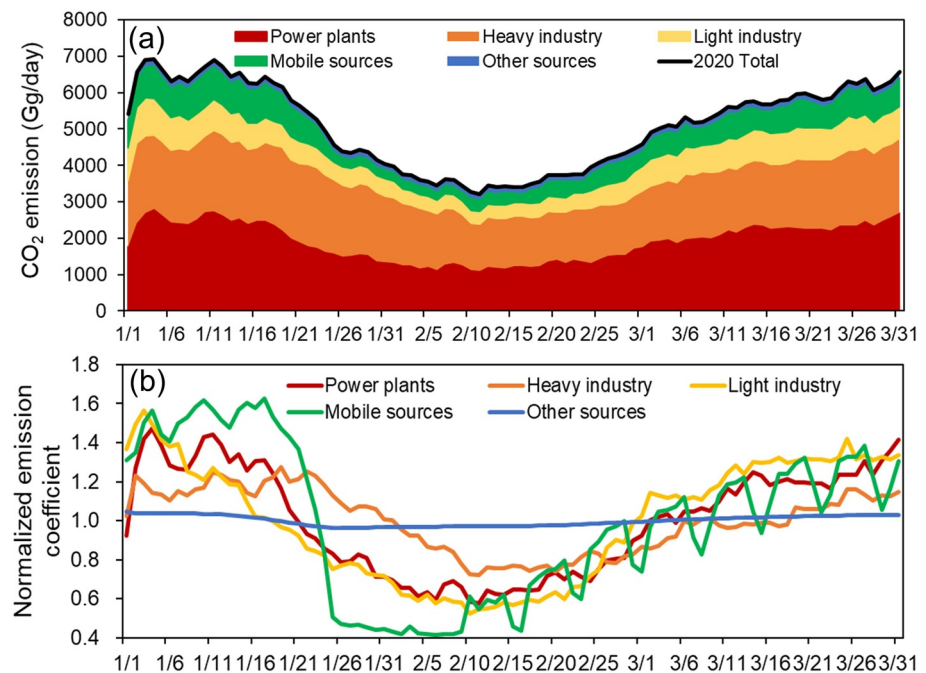 (a)
Power plants Heavy industry Light industry
Mobile sources Other sources 2020 Total
CO₂ emission (Gg/day)
8000
7000
6000
5000
4000
3000
2000
1000
0
1/1 1/6 1/11 1/16 1/21 1/26 1/31 2/5 2/10 2/15 2/20 2/25 3/1 3/6 3/11 3/16 3/21 3/26 3/31
(b)
Power plants Heavy industry Light industry
Mobile sources Other sources
Normalized emission
coefficient
1.8
1.6
1.4
1.2
1.0
0.8
0.6
0.4
1/1 1/6 1/11 1/16 1/21 1/26 1/31 2/5 2/10 2/15 2/20 2/25 3/1 3/6 3/11 3/16 3/21 3/26 3/31